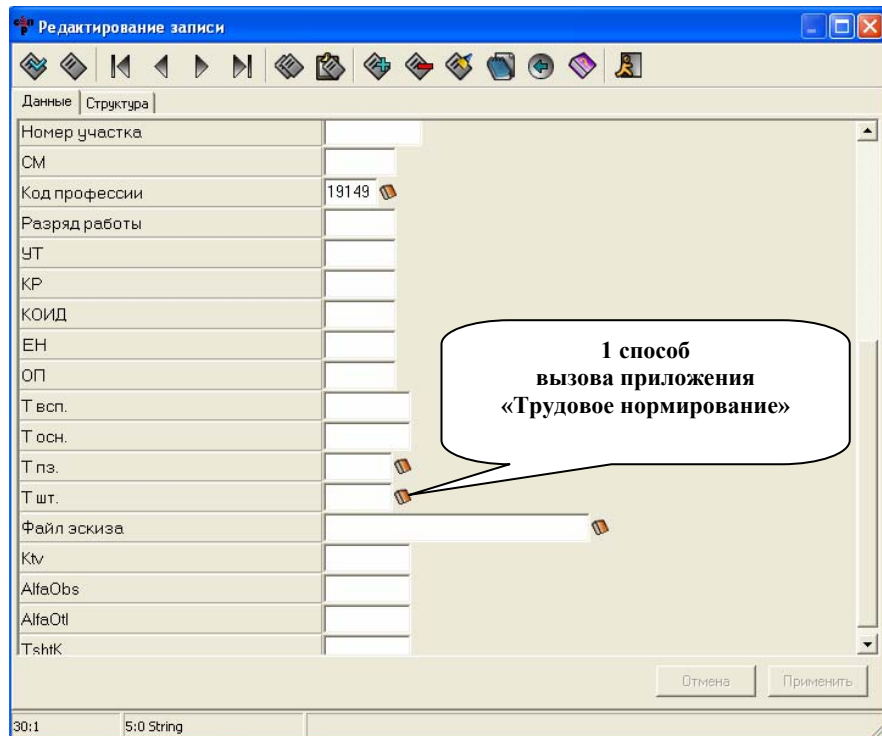 Редактирование записи
Данные Структура
Номер участка
СМ
Код профессии 19149
Разряд работы
УТ
КР
КОИД
ЕН
ОП
Т всп.
Т осн.
Т пз.
Т шт.
Файл эскиза
Ktv
AlfaObs
AlfaOtl
TshtK
1 способ
вызова приложения
«Трудовое нормирование»
Отмена Применить
30:1 5:0 String